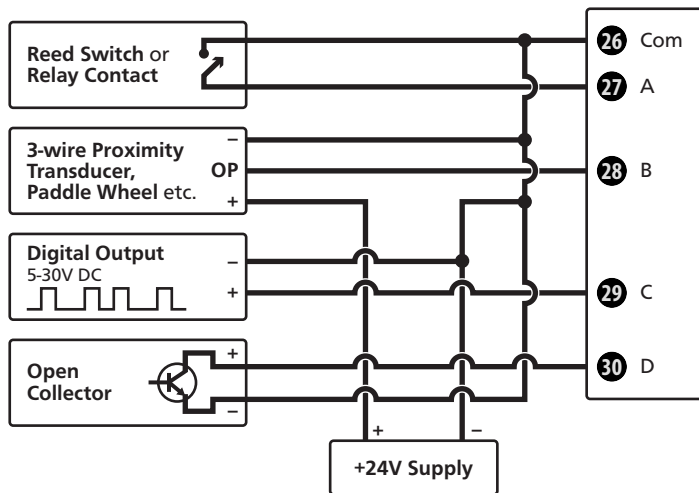 Reed Switch or
Relay Contact
26 Com
27 A
3-wire Proximity
Transducer,
Paddle Wheel etc.
–
OP
+
28 B
Digital Output
5-30V DC
–
+
29 C
Open
Collector
+
–
30 D
+ –
+24V Supply